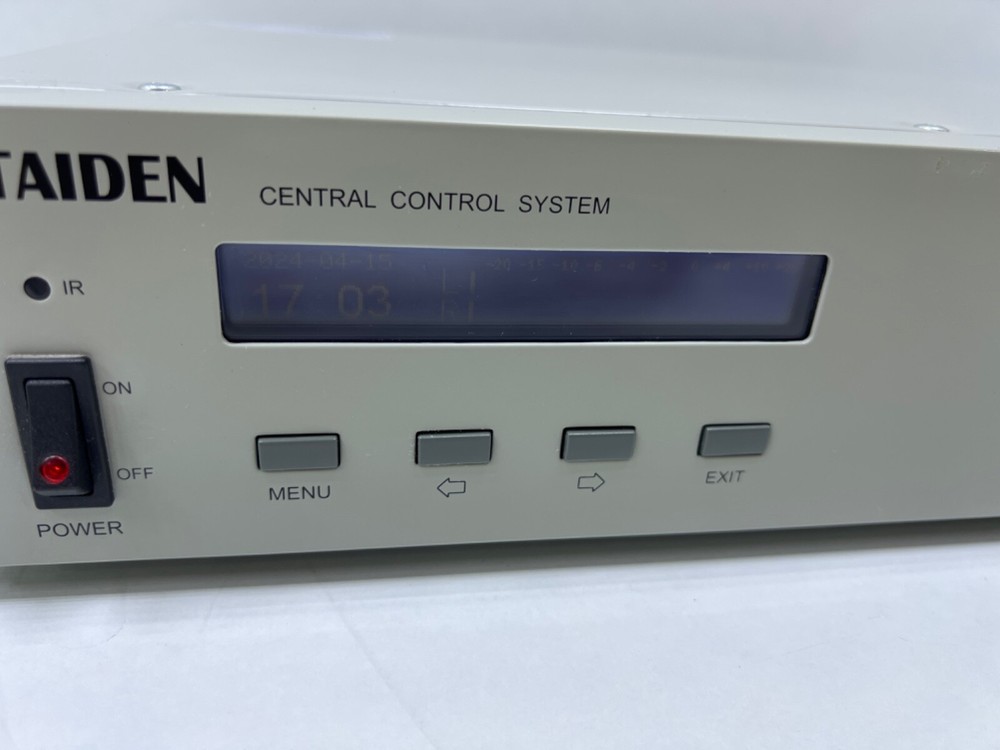 TAIDEN
CENTRAL CONTROL SYSTEM
IR
17 03
L
R
ON
OFF
POWER
MENU
EXIT